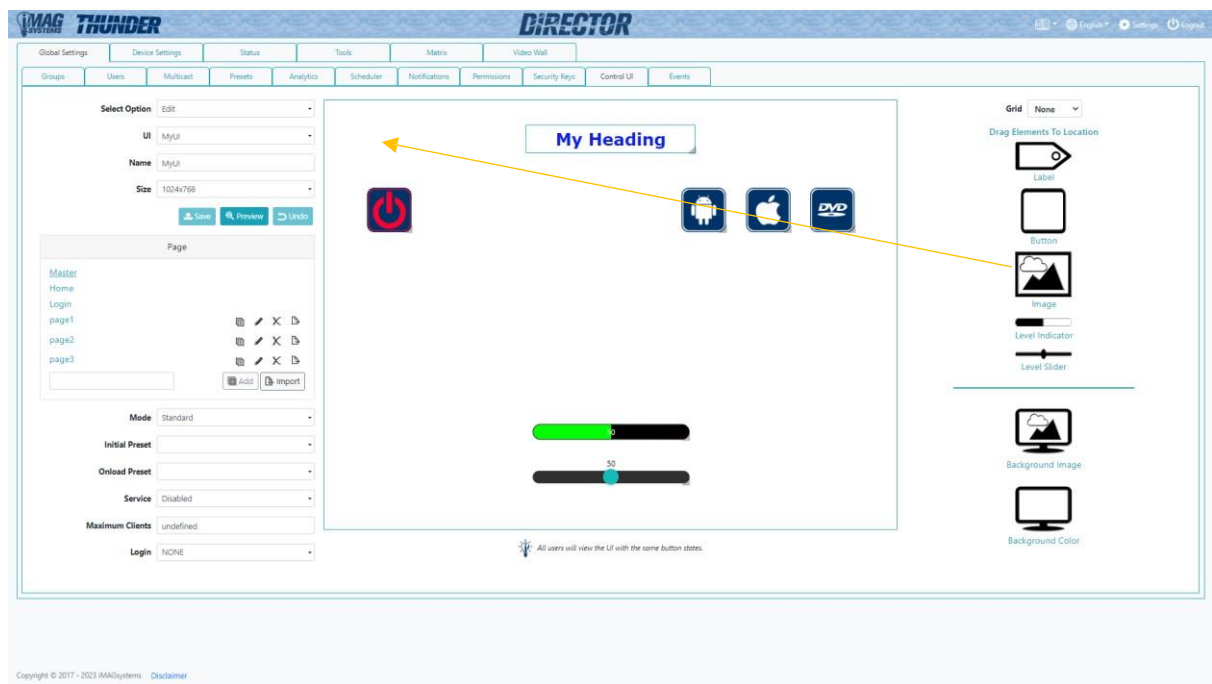 iMAG SYSTEMS THUNDER DiRECTOR English Settings Logout
Global Settings Device Settings Status Tools Matrix Video Wall
Groups Users Multicast Presets Analytics Scheduler Notifications Permissions Security Keys Control UI Events
Select Option Edit
UI MyUI
Name MyUI
Size 1024x768
Save Preview Undo
Page
Master
Home
Login
page1
page2
page3
Add Import
Mode Standard
Initial Preset
Onload Preset
Service Disabled
Maximum Clients undefined
Login NONE
My Heading
DVD
50
50
All users will view the UI with the same button states.
Grid None
Drag Elements To Location
Label
Button
Image
Level Indicator
Level Slider
Background Image
Background Color
Copyright © 2017 - 2023 iMAGsystems Disclaimer